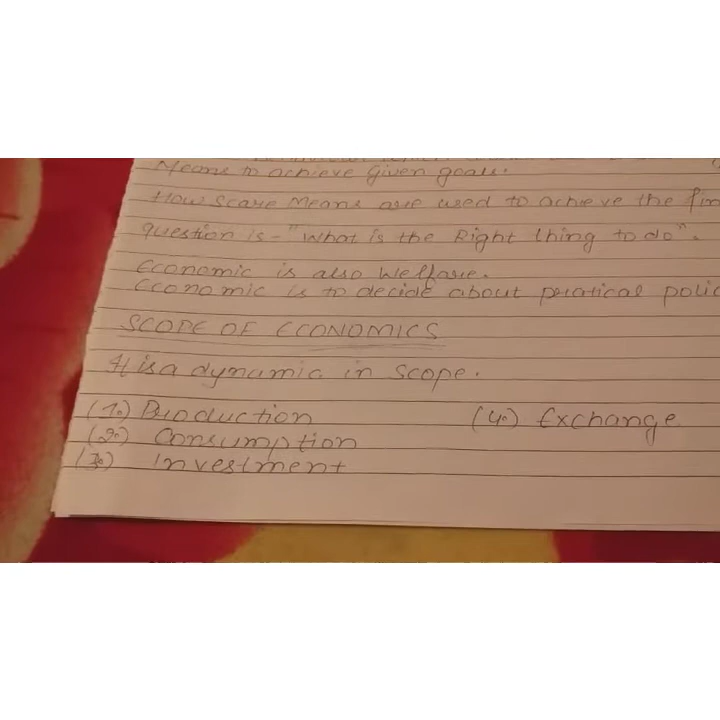 Means to achieve given goals.
How scare Means are used to achieve the
question is - "What is the Right thing to do".
Economic is also Welfare.
Economic is to decide about practical
SCOPE OF ECONOMICS
It is a dynamic in scope.
(1.) Production (4.) Exchange
(2.) Consumption
(3.) Investment